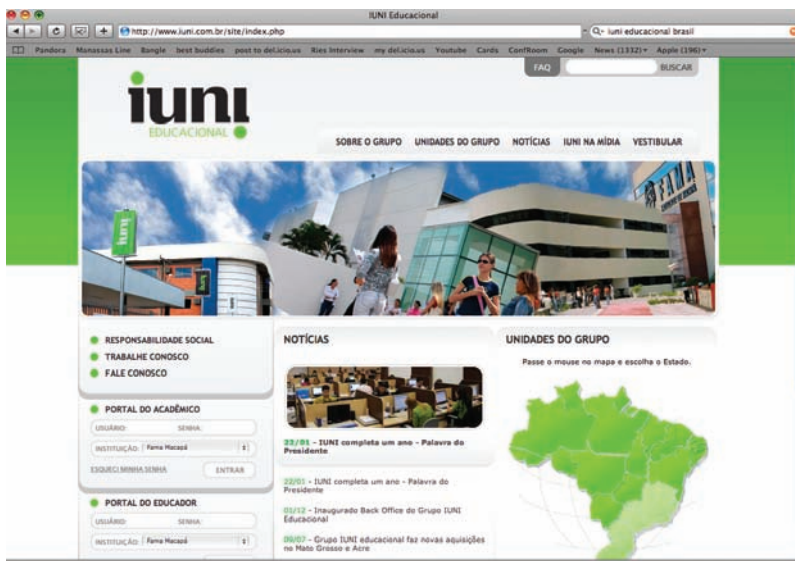 IUNI Educacional
http://www.iuni.com.br/site/index.php
iuni educacional brasil
Pandora Manassas Line Bangle best buddies post to del.icio.us Ries Interview my del.icio.us Youtube Cards ConfRoom Google News (1332) Apple (196)
FAQ BUSCAR
iuni
EDUCACIONAL
SOBRE O GRUPO UNIDADES DO GRUPO NOTÍCIAS IUNI NA MÍDIA VESTIBULAR
FAMA
iuni
iuni
RESPONSABILIDADE SOCIAL
TRABALHE CONOSCO
FALE CONOSCO
PORTAL DO ACADÊMICO
USUÁRIO: SENHA:
INSTITUIÇÃO: Fama Macapá
ESQUECI MINHA SENHA ENTRAR
PORTAL DO EDUCADOR
USUÁRIO: SENHA:
INSTITUIÇÃO: Fama Macapá
NOTÍCIAS
22/01 - IUNI completa um ano - Palavra do
Presidente
22/01 - IUNI completa um ano - Palavra do
Presidente
01/12 - Inaugurado Back Office do Grupo IUNI
Educacional
09/07 - Grupo IUNI educacional faz novas aquisições
no Mato Grosso e Acre
UNIDADES DO GRUPO
Passe o mouse no mapa e escolha o Estado.